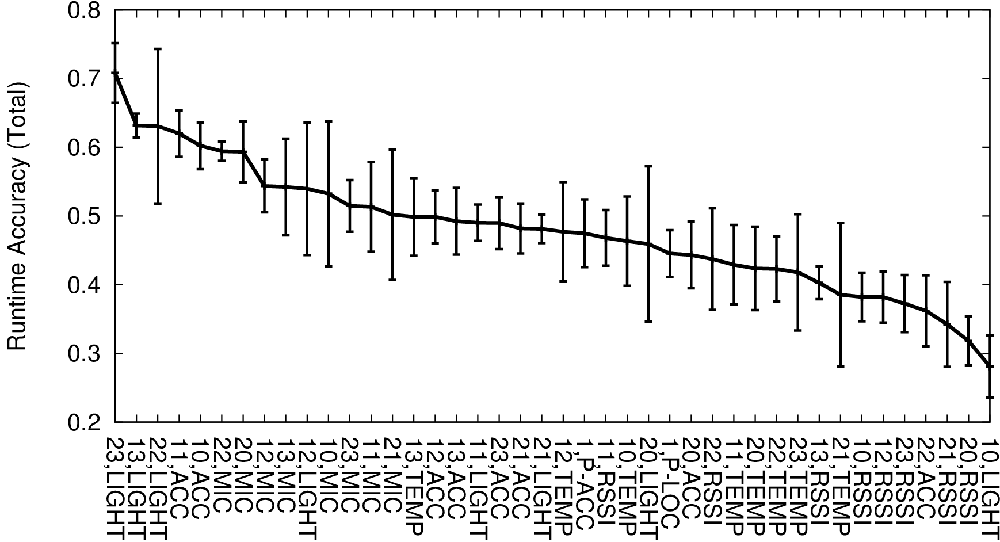 0.8
0.7
0.6
0.5
0.4
0.3
0.2
Runtime Accuracy (Total)
23,LIGHT
13,LIGHT
22,LIGHT
11,ACC
10,ACC
22,MIC
20,MIC
12,MIC
13,MIC
12,LIGHT
10,MIC
23,MIC
11,MIC
21,MIC
13,TEMP
12,ACC
13,ACC
11,LIGHT
23,ACC
21,ACC
21,LIGHT
12,TEMP
1,P-ACC
11,RSSI
10,TEMP
20,LIGHT
1,P-LOC
20,ACC
22,RSSI
11,TEMP
20,TEMP
22,TEMP
23,TEMP
13,RSSI
21,TEMP
10,RSSI
12,RSSI
23,RSSI
22,ACC
21,RSSI
20,RSSI
10,LIGHT